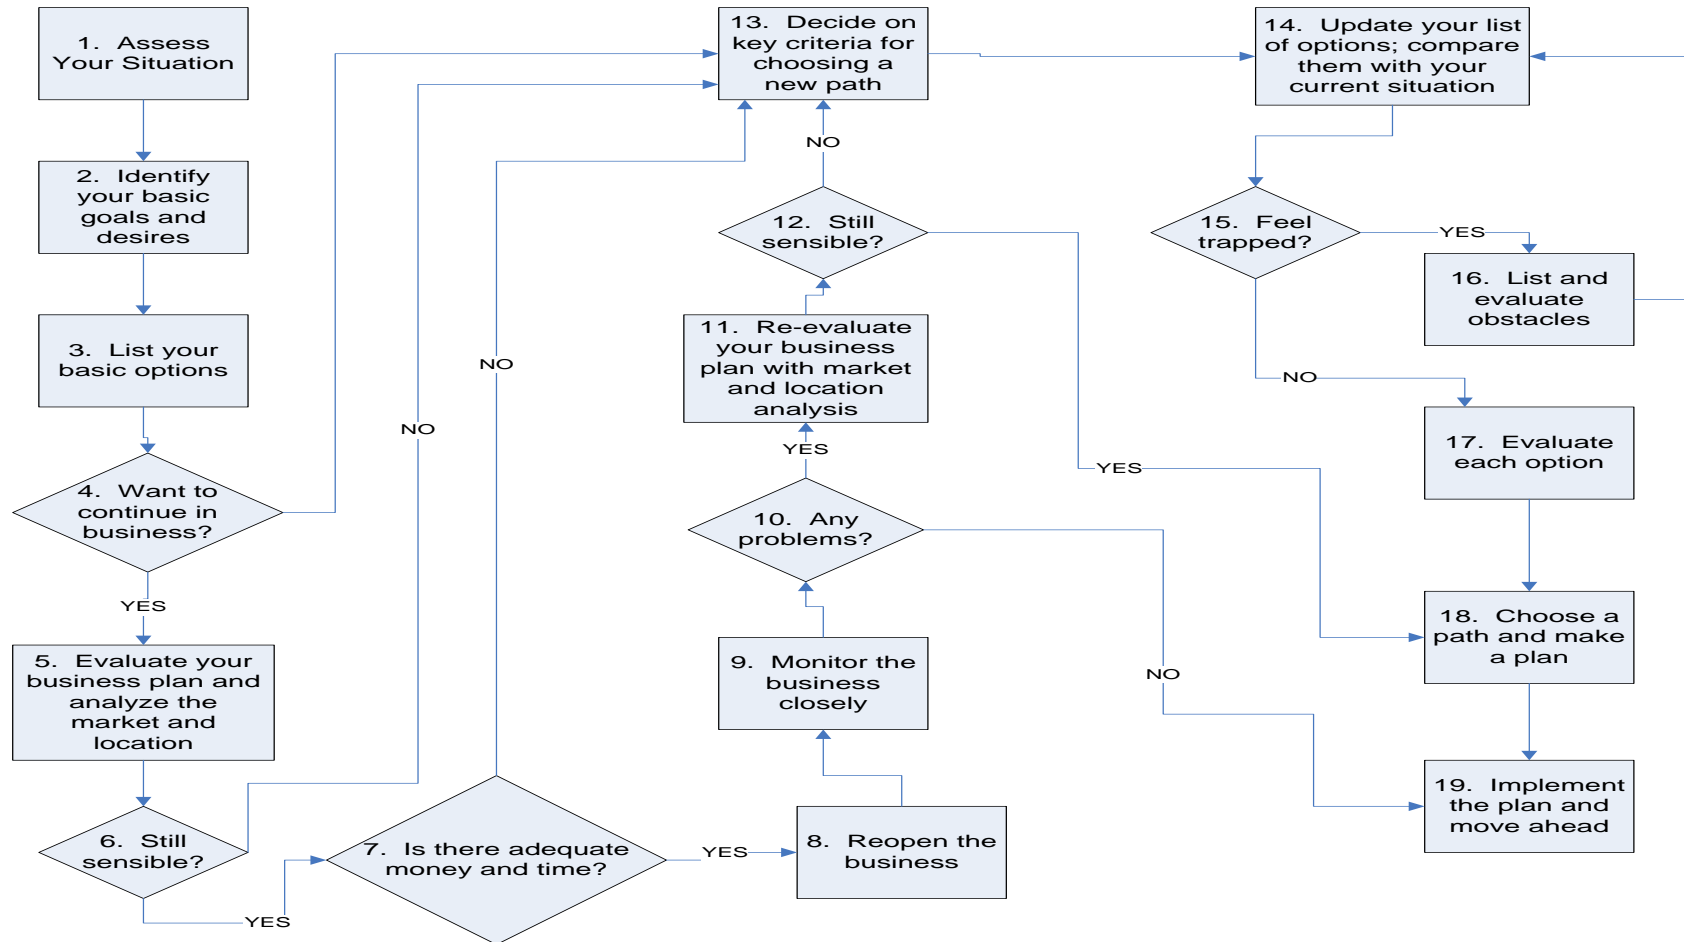 1. Assess
Your Situation
2. Identify
your basic
goals and
desires
3. List your
basic options
4. Want to
continue in
business?
YES
5. Evaluate your
business plan and
analyze the
market and
location
6. Still
sensible?
YES
NO
7. Is there adequate
money and time?
NO
YES
8. Reopen the
business
9. Monitor the
business
closely
10. Any
problems?
YES
NO
11. Re-evaluate
your business
plan with market
and location
analysis
12. Still
sensible?
NO
YES
13. Decide on
key criteria for
choosing a
new path
14. Update your list
of options; compare
them with your
current situation
15. Feel
trapped?
YES
NO
16. List and
evaluate
obstacles
17. Evaluate
each option
18. Choose a
path and make
a plan
19. Implement
the plan and
move ahead